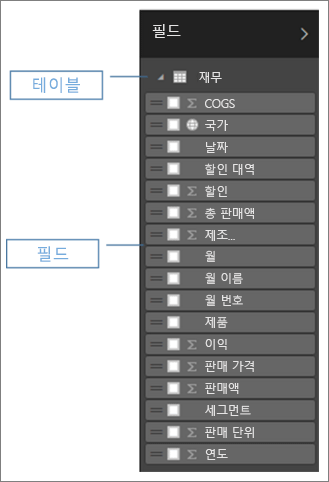 필드
테이블
재무
COGS
국가
날짜
할인 대역
할인
총 판매액
제조...
필드
월
월 이름
월 번호
제품
이익
판매 가격
판매액
세그먼트
판매 단위
연도